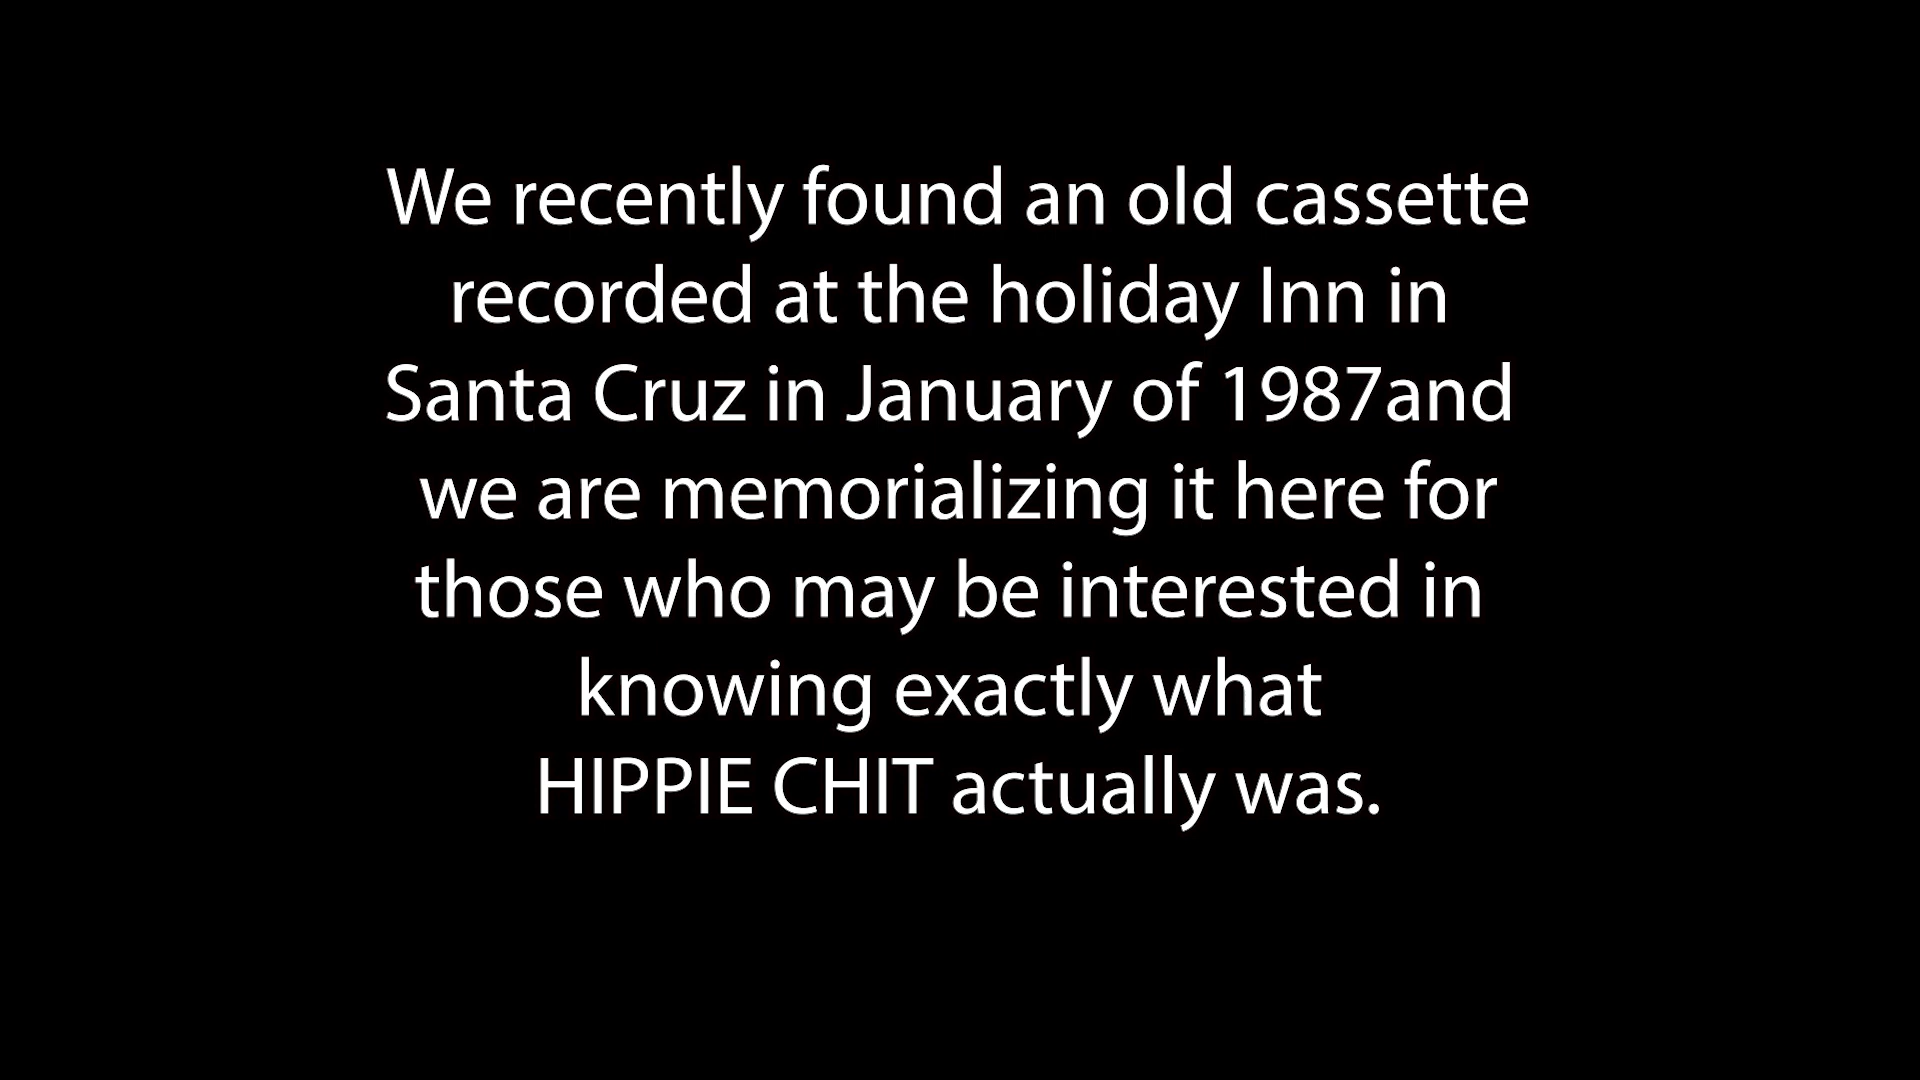 We recently found an old cassette
recorded at the holiday Inn in
Santa Cruz in January of 1987and
we are memorializing it here for
those who may be interested in
knowing exactly what
HIPPIE CHIT actually was.